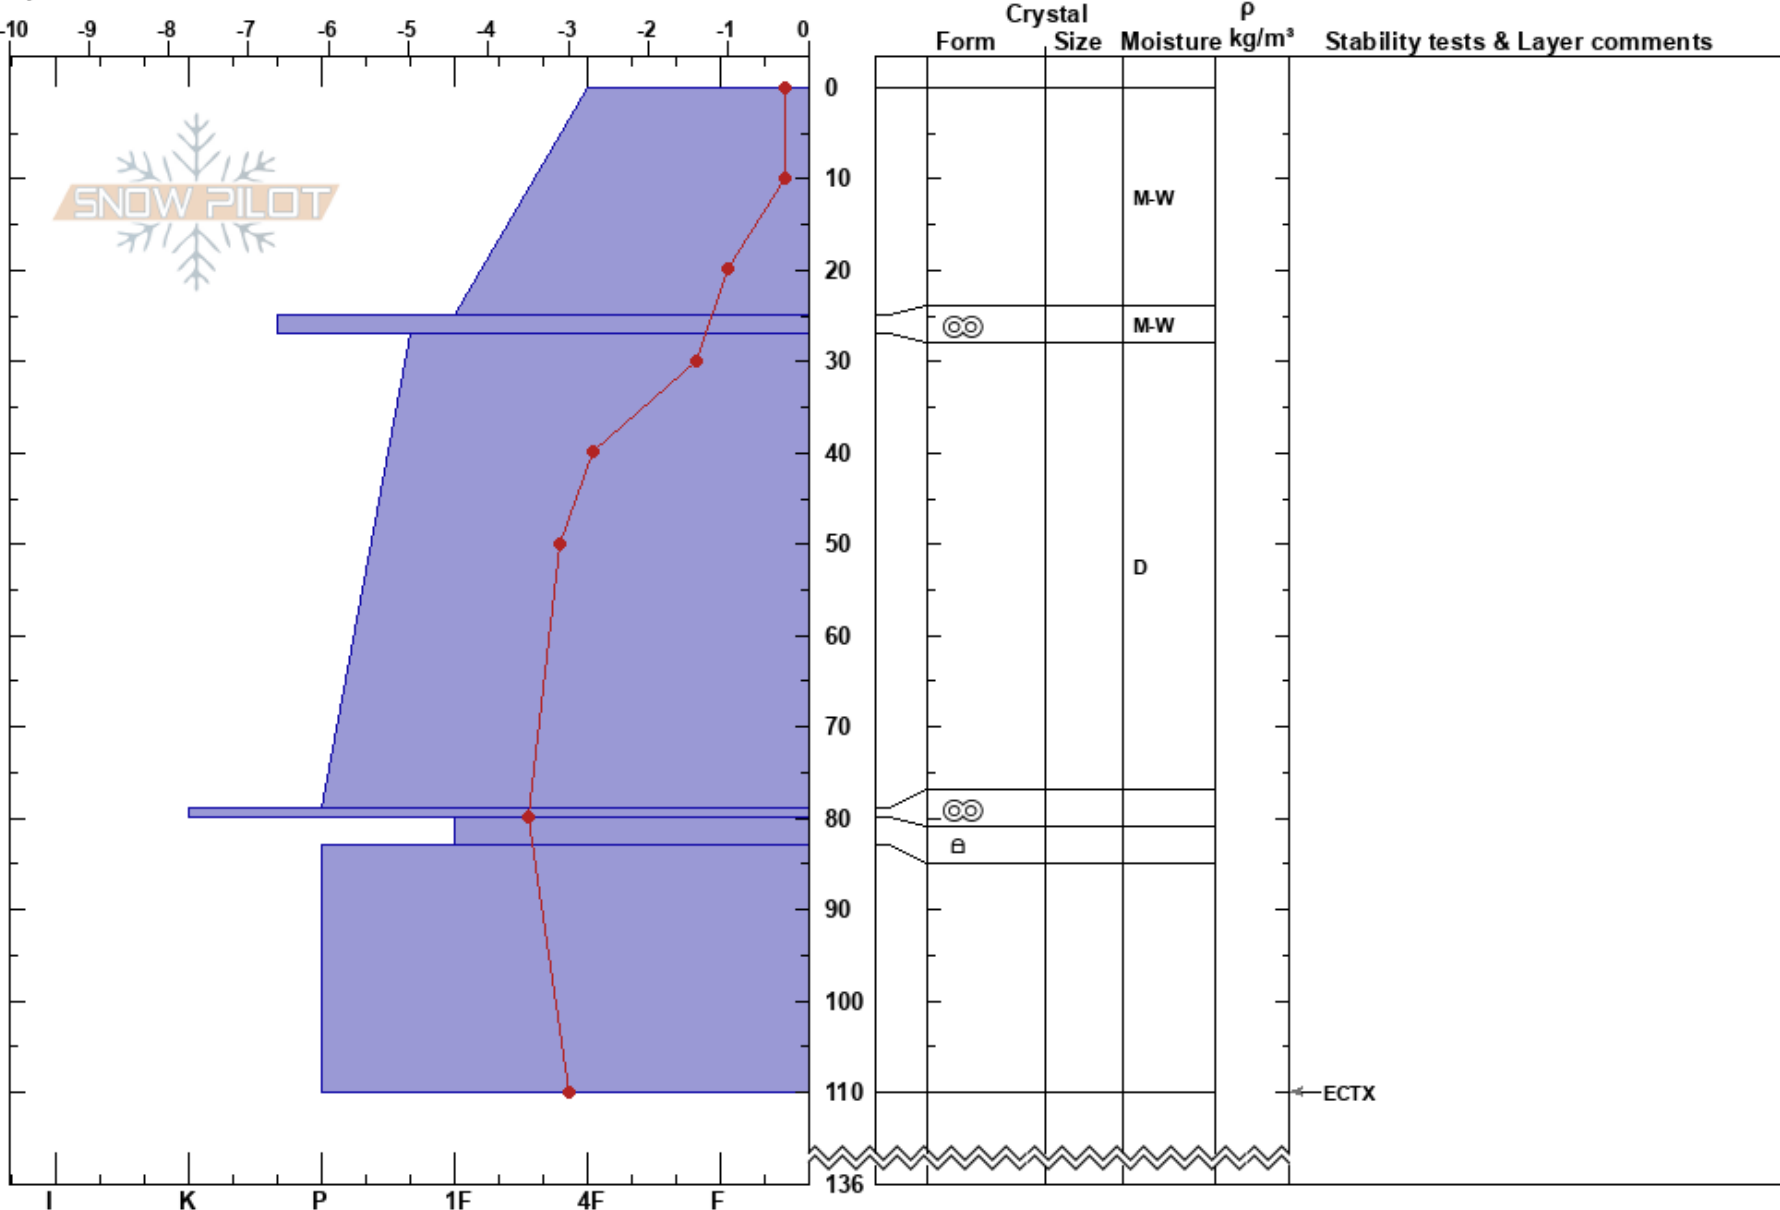 Crystal ρ
-10 -9 -8 -7 -6 -5 -4 -3 -2 -1 0 Form Size Moisture kg/m³ Stability tests & Layer comments
0
10
M-W
SNOW PILOT
20
M-W
30
40
50
D
60
70
80
90
100
110 ECTX
136
I K P 1F 4F F